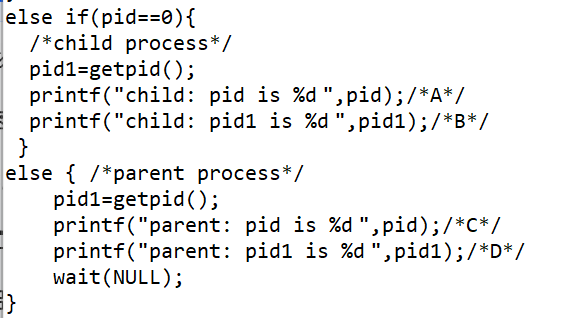 else if(pid==0){
/*child process*/
pid1=getpid();
printf("child: pid is %d ",pid);/*A*/
printf("child: pid1 is %d ",pid1);/*B*/
}
else { /*parent process*/
pid1=getpid();
printf("parent: pid is %d ",pid);/*C*/
printf("parent: pid1 is %d ",pid1);/*D*/
wait(NULL);
}